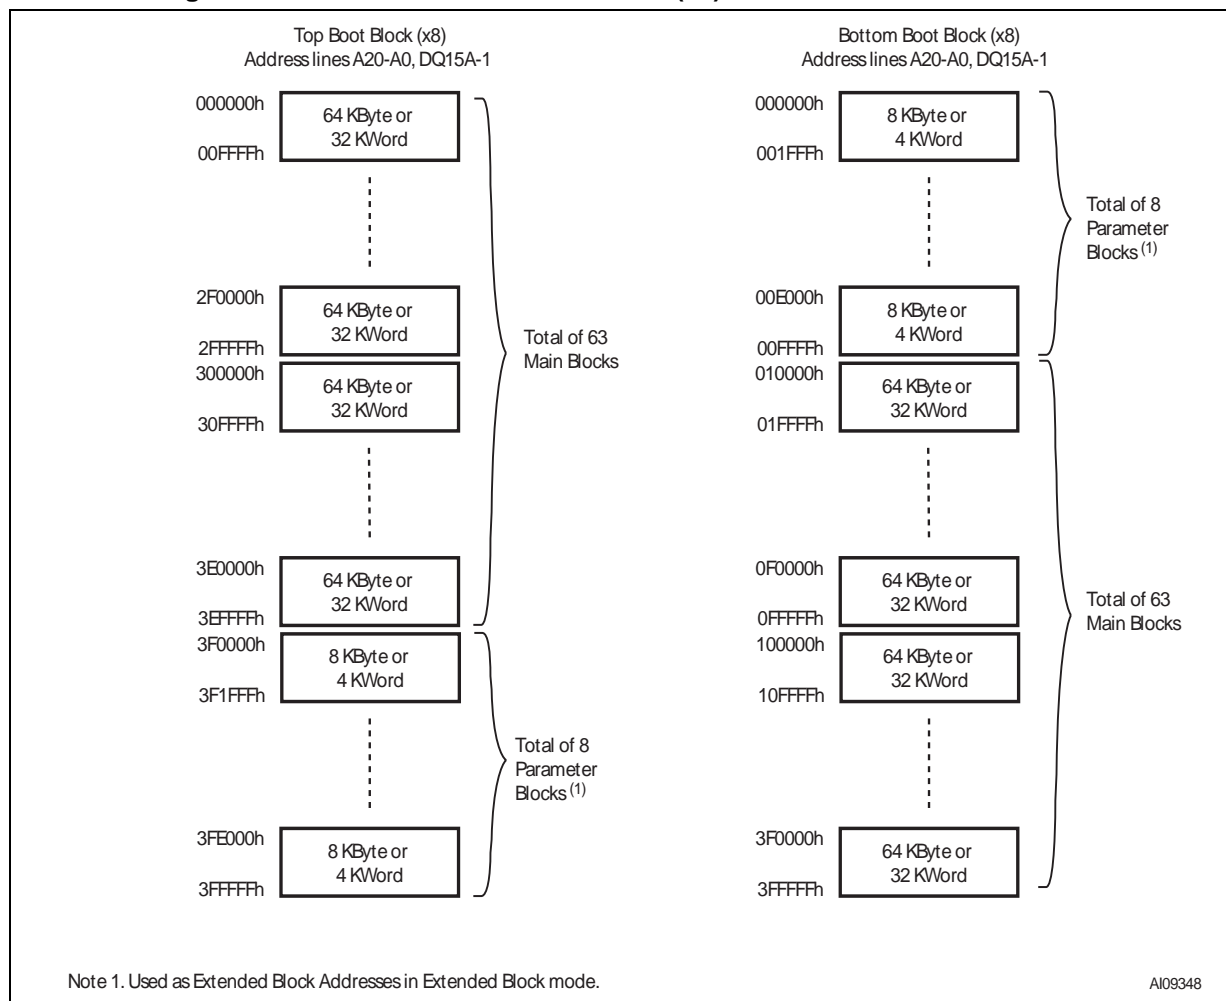 Top Boot Block (x8)
Address lines A20-A0, DQ15A-1
000000h
64 KByte or
32 KWord
00FFFFh
2F0000h
64 KByte or
32 KWord
2FFFFFh
300000h
64 KByte or
32 KWord
30FFFFh
Total of 63
Main Blocks
3E0000h
64 KByte or
32 KWord
3EFFFFh
3F0000h
8 KByte or
4 KWord
3F1FFFh
Total of 8
Parameter
Blocks (1)
3FE000h
8 KByte or
4 KWord
3FFFFFh
Bottom Boot Block (x8)
Address lines A20-A0, DQ15A-1
000000h
8 KByte or
4 KWord
001FFFh
Total of 8
Parameter
Blocks (1)
00E000h
8 KByte or
4 KWord
00FFFFh
010000h
64 KByte or
32 KWord
01FFFFh
0F0000h
64 KByte or
32 KWord
0FFFFFh
100000h
64 KByte or
32 KWord
10FFFFh
Total of 63
Main Blocks
3F0000h
64 KByte or
32 KWord
3FFFFFh
Note 1. Used as Extended Block Addresses in Extended Block mode.
AI09348